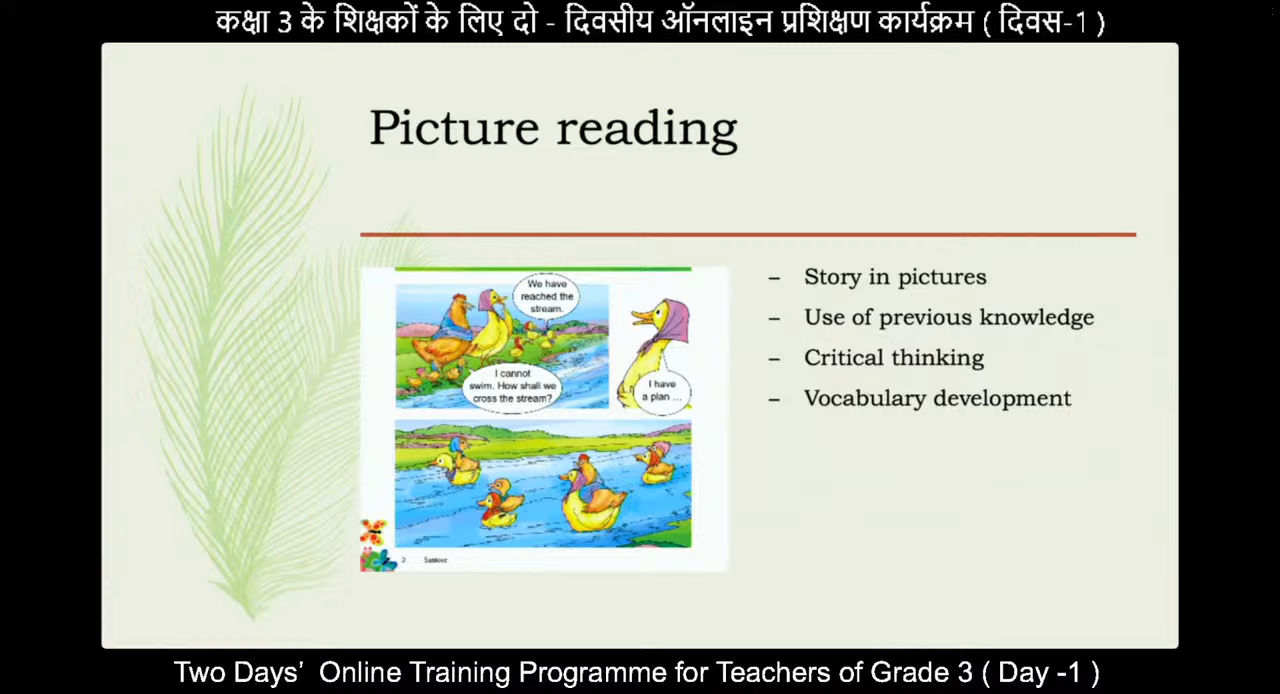 कक्षा 3 के शिक्षकों के लिए दो - दिवसीय ऑनलाइन प्रशिक्षण कार्यक्रम ( दिवस-1 )
Picture reading
We have
reached the
stream.
I cannot
swim. How shall we
cross the stream?
I have
a plan ...
2 Santoor
– Story in pictures
– Use of previous knowledge
– Critical thinking
– Vocabulary development
Two Days’ Online Training Programme for Teachers of Grade 3 ( Day -1 )